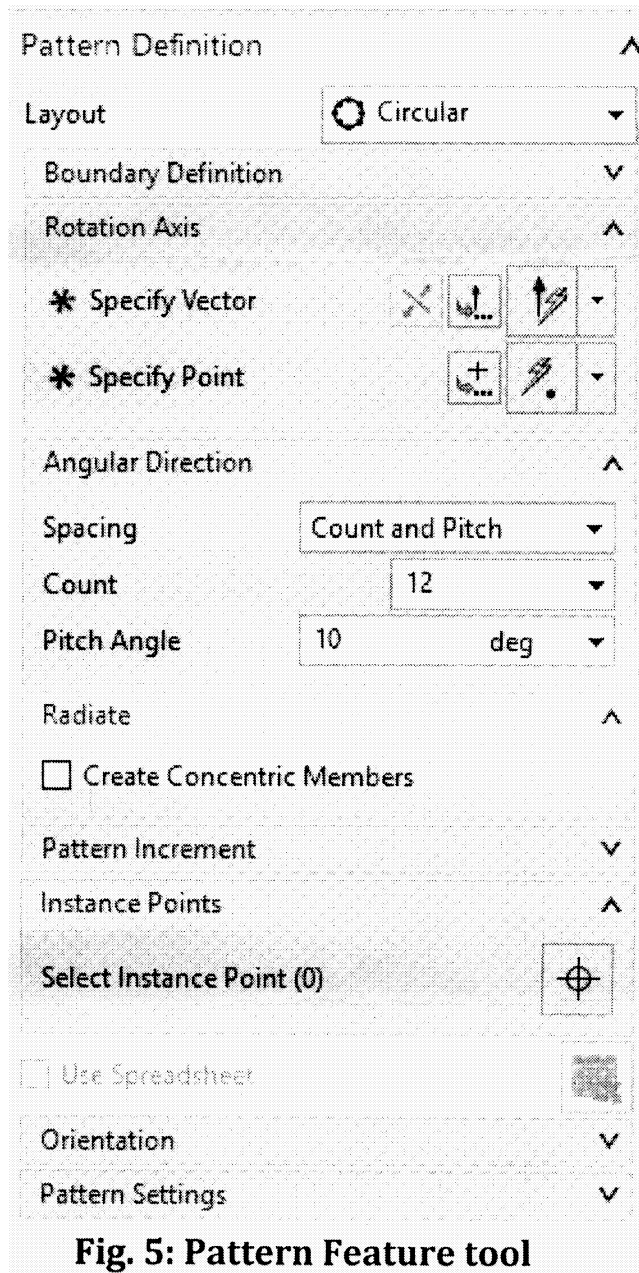 Pattern Definition
Layout Circular
Boundary Definition
Rotation Axis
* Specify Vector
* Specify Point
Angular Direction
Spacing Count and Pitch
Count 12
Pitch Angle 10 deg
Radiate
Create Concentric Members
Pattern Increment
Instance Points
Select Instance Point (0)
Use Spreadsheet
Orientation
Pattern Settings
Fig. 5: Pattern Feature tool